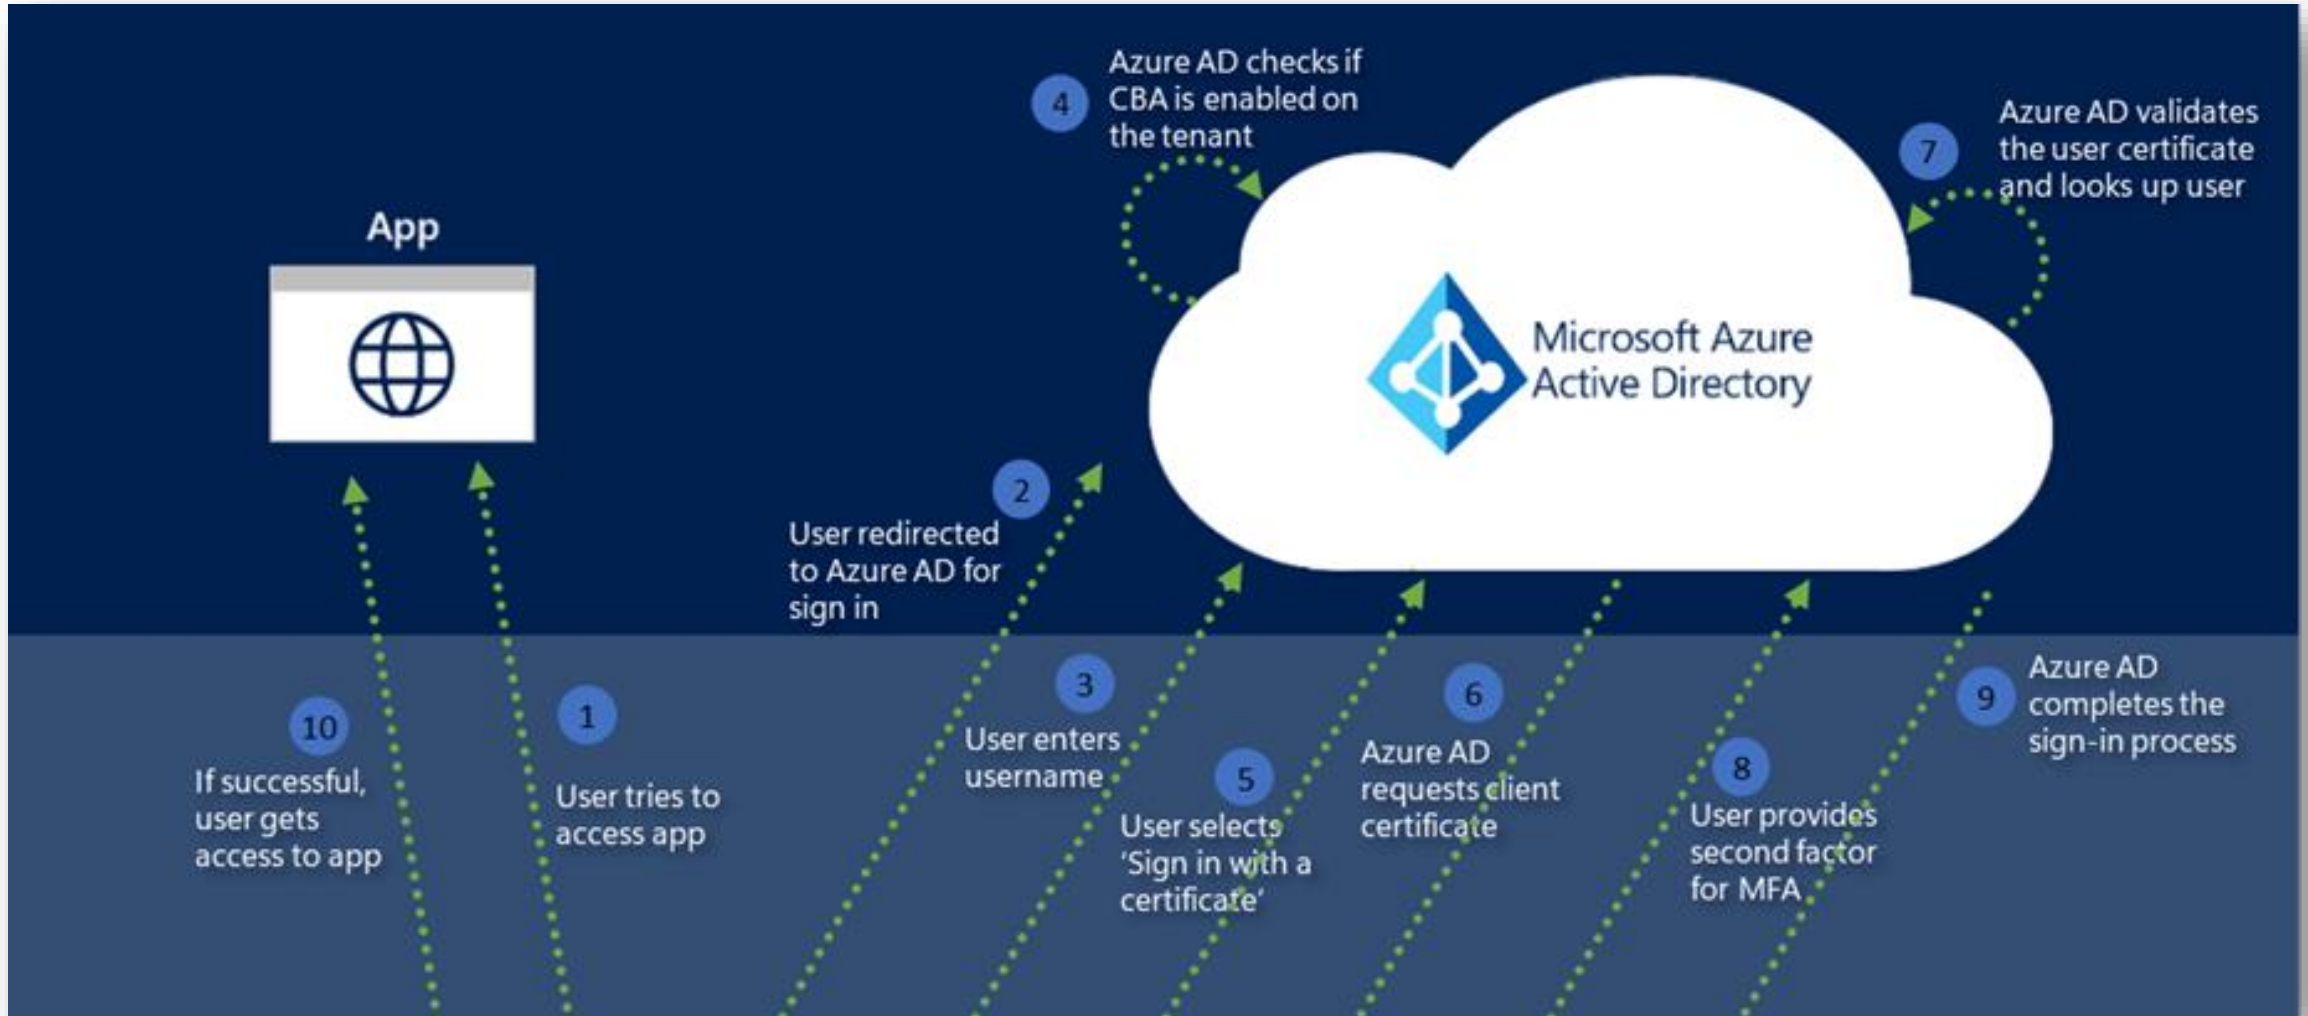 4
Azure AD checks if
CBA is enabled on
the tenant
7
Azure AD validates
the user certificate
and looks up user
App
Microsoft Azure
Active Directory
2
User redirected
to Azure AD for
sign in
3
User enters
username
6
Azure AD
requests client
certificate
9
Azure AD
completes the
sign-in process
10
If successful,
user gets
access to app
1
User tries to
access app
5
User selects
'Sign in with a
certificate'
8
User provides
second factor
for MFA